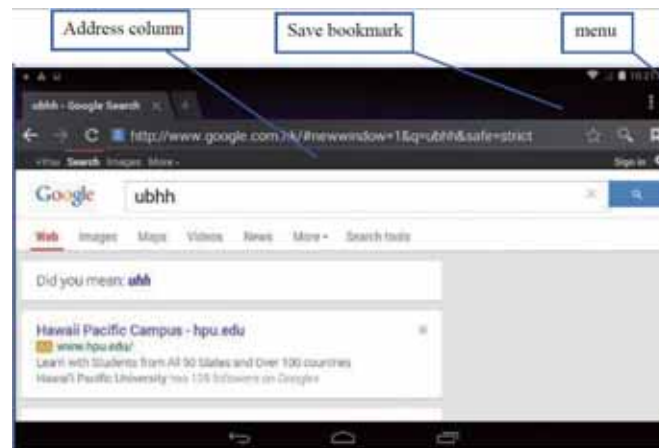 Address column
Save bookmark
menu
ubhh - Google Search
http://www.google.com.hk/#newwindow=1&q=ubhh&safe=strict
+You Search Images More
Sign in
Google
ubhh
Web Images Maps Videos News More Search tools
Did you mean: uhh
Hawaii Pacific Campus - hpu.edu
www.hpu.edu/
Learn with Students from All 50 States and Over 100 countries
Hawai'i Pacific University has followers on Google+